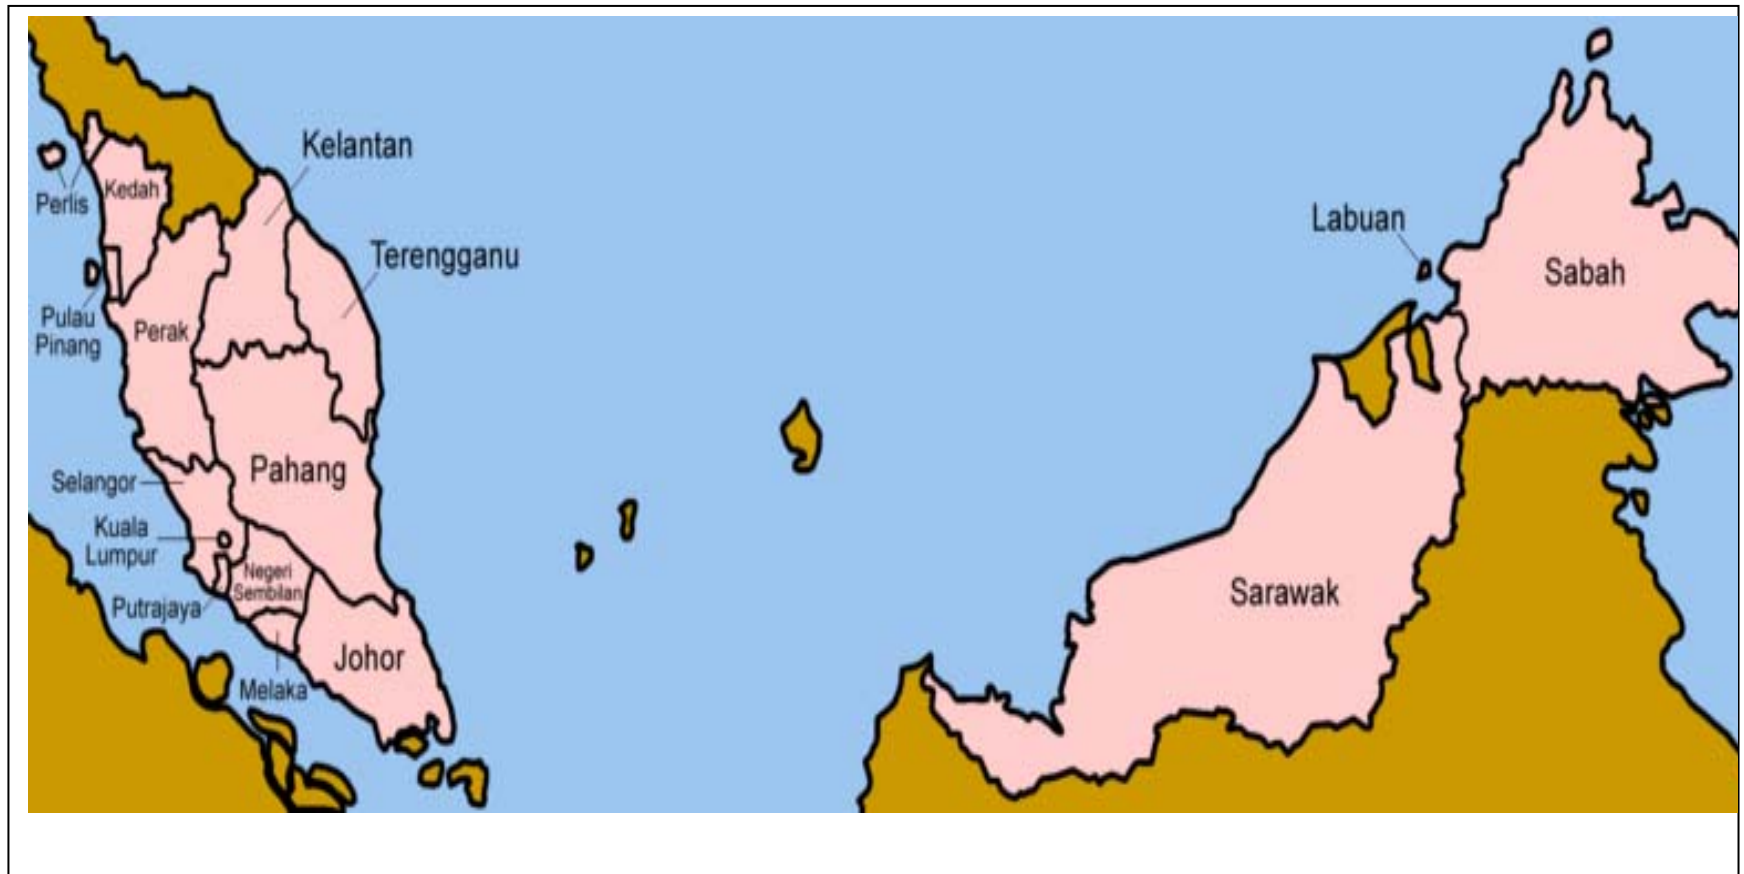 Kelantan
Kedah
Perlis
Labuan
Terengganu
Sabah
Pulau
Pinang
Perak
Pahang
Selangor
Kuala
Lumpur
Negeri
Sembilan
Sarawak
Putrajaya
Johor
Melaka